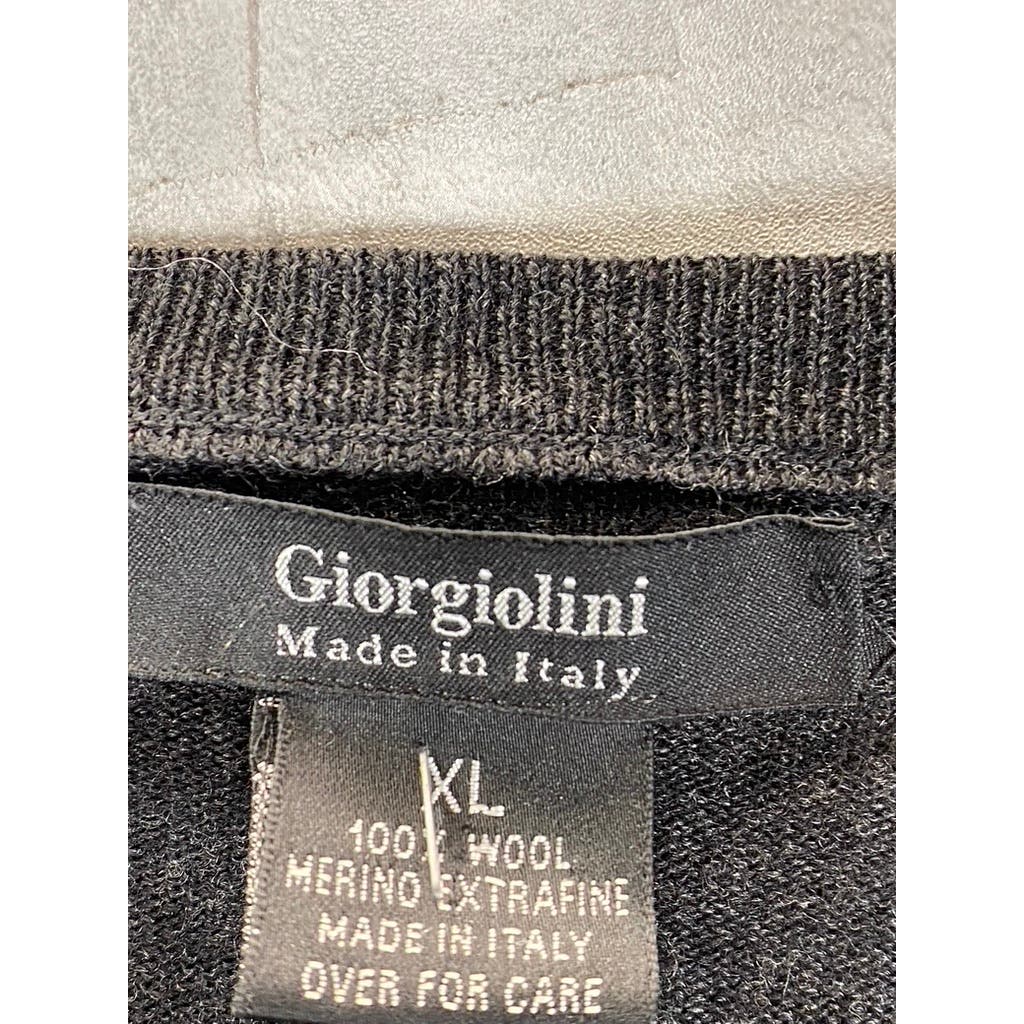 Giorgiolini
Made in Italy
XL
100% WOOL
MERINO EXTRAFINE
MADE IN ITALY
OVER FOR CARE